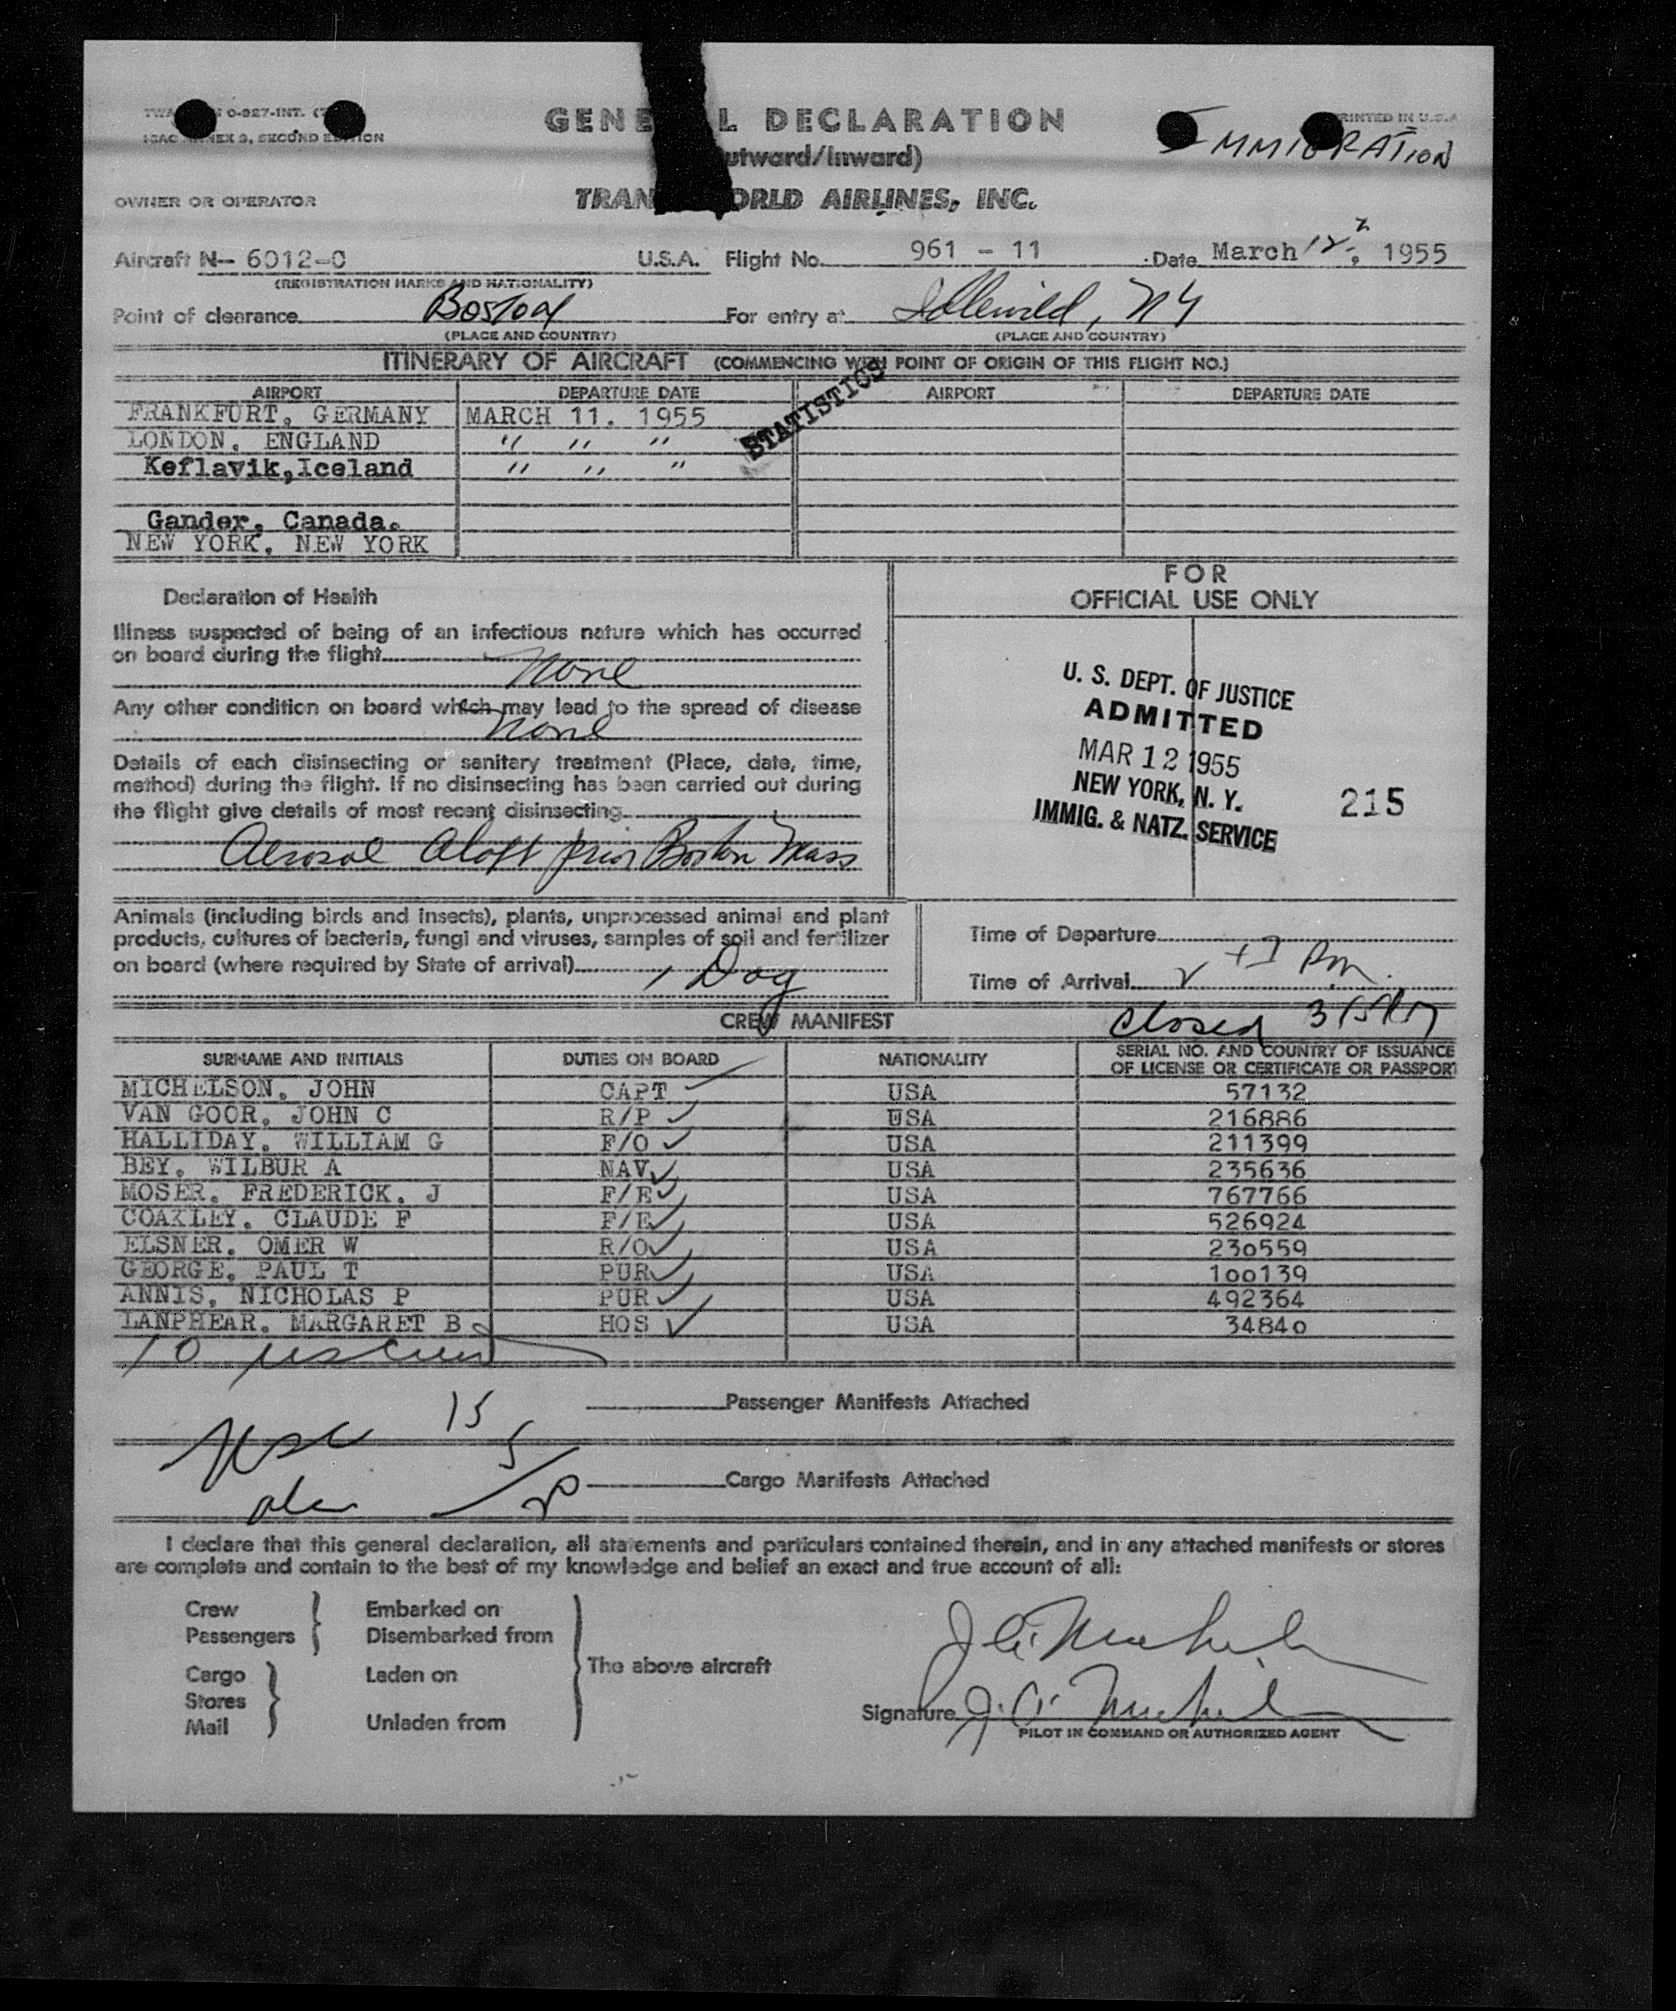 GENE L DECLARATION
utward/Inward)
PRINTED IN U.S.A
IMMIGRATION
OWNER OR OPERATOR
TRAN ORLD AIRLINES, INC.
Aircraft N-- 6012-C U.S.A. Flight No. 961 - 11 Date March 12, 1955
(REGISTRATION MARKS AND NATIONALITY)
Point of clearance Boston For entry at Idlewild, NY
(PLACE AND COUNTRY) (PLACE AND COUNTRY)
ITINERARY OF AIRCRAFT (COMMENCING WITH POINT OF ORIGIN OF THIS FLIGHT NO.)
STATISTICS
AIRPORT DEPARTURE DATE AIRPORT DEPARTURE DATE
FRANKFURT, GERMANY MARCH 11, 1955
LONDON, ENGLAND " " "
Keflavik,Iceland " " "
Gander, Canada.
NEW YORK, NEW YORK
Declaration of Health
Illness suspected of being of an infectious nature which has occurred
on board during the flight
None
Any other condition on board which may lead to the spread of disease
None
Details of each disinsecting or sanitary treatment (Place, date, time,
method) during the flight. If no disinsecting has been carried out during
the flight give details of most recent disinsecting
Aerosol Aloft prior Boston Mass
FOR
OFFICIAL USE ONLY
U. S. DEPT. OF JUSTICE
ADMITTED
MAR 12 1955
NEW YORK, N. Y.
IMMIG. & NATZ. SERVICE
215
Animals (including birds and insects), plants, unprocessed animal and plant
products, cultures of bacteria, fungi and viruses, samples of soil and fertilizer
on board (where required by State of arrival)
1 Dog
Time of Departure
Time of Arrival
closed
CREW MANIFEST
SURNAME AND INITIALS DUTIES ON BOARD NATIONALITY SERIAL NO. AND COUNTRY OF ISSUANCE
OF LICENSE OR CERTIFICATE OR PASSPORT
MICHELSON, JOHN CAPT USA 57132
VAN GOOR, JOHN C R/P USA 216886
HALLIDAY, WILLIAM G F/O USA 211399
BEY, WILBUR A NAV USA 235636
MOSER, FREDERICK, J F/E USA 767766
COAKLEY, CLAUDE F F/E USA 526924
ELSNER, OMER W R/O USA 230559
GEORGE, PAUL T PUR USA 100139
ANNIS, NICHOLAS P PUR USA 492364
LANPHEAR, MARGARET B HOS USA 34840
10
Passenger Manifests Attached
usc 15
5
Cargo Manifests Attached
alien 20
I declare that this general declaration, all statements and particulars contained therein, and in any attached manifests or stores
are complete and contain to the best of my knowledge and belief an exact and true account of all:
Crew Embarked on
Passengers Disembarked from
The above aircraft
Cargo Laden on
Stores
Mail Unladen from
Signature
PILOT IN COMMAND OR AUTHORIZED AGENT